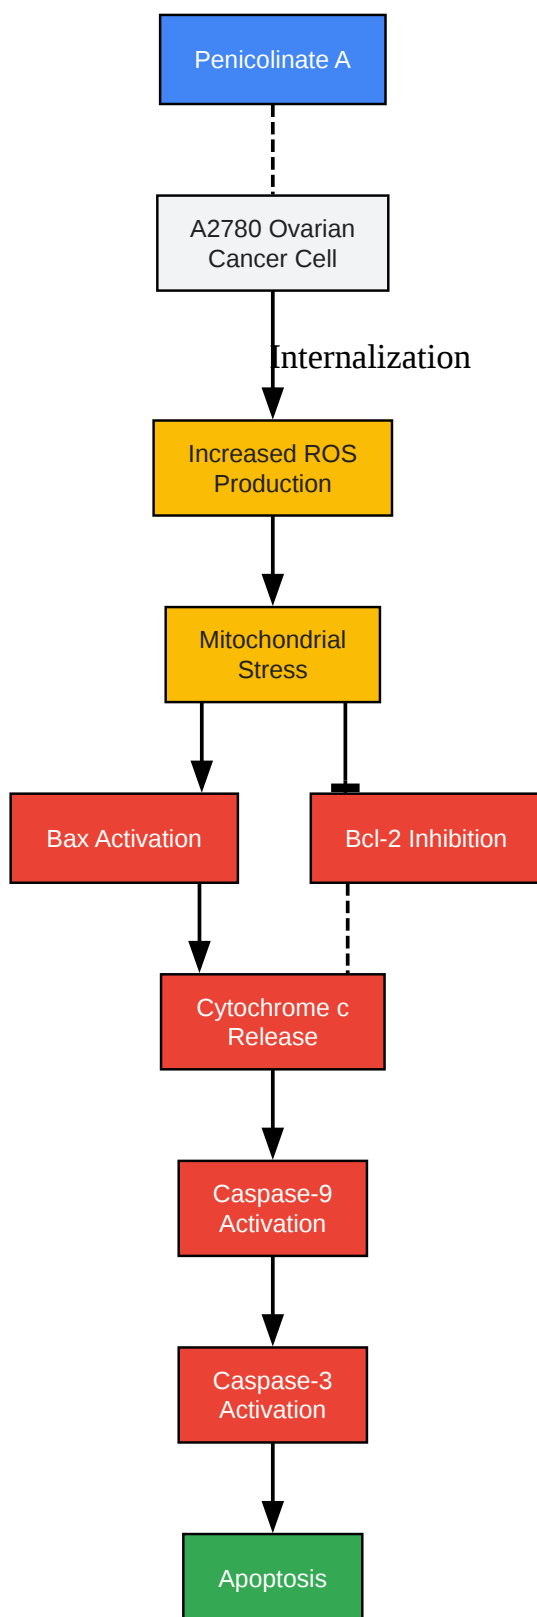 Penicolinate A
A2780 Ovarian
Cancer Cell
Internalization
Increased ROS
Production
Mitochondrial
Stress
Bax Activation
Bcl-2 Inhibition
Cytochrome c
Release
Caspase-9
Activation
Caspase-3
Activation
Apoptosis